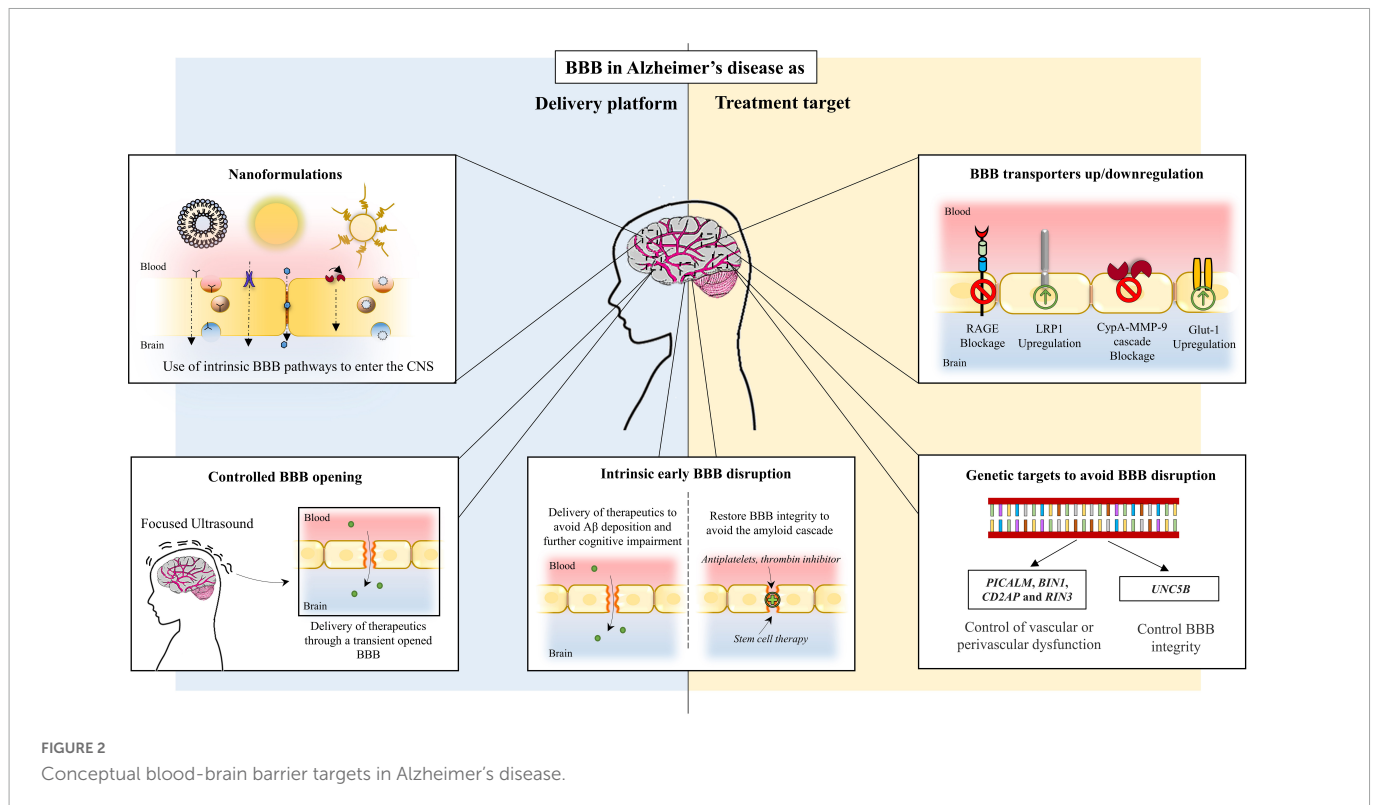 BBB in Alzheimer's disease as
Delivery platform
Treatment target
Nanoformulations
Blood
Brain
Use of intrinsic BBB pathways to enter the CNS
BBB transporters up/downregulation
Blood
RAGE
Blockage
LRP1
Upregulation
CypA-MMP-9
cascade
Blockage
Glut-1
Upregulation
Brain
Controlled BBB opening
Focused Ultrasound
Blood
Brain
Delivery of therapeutics
through a transient opened
BBB
Intrinsic early BBB disruption
Delivery of therapeutics to
avoid Aβ deposition and
further cognitive impairment
Blood
Brain
Restore BBB integrity to
avoid the amyloid cascade
Antiplatelets, thrombin inhibitor
Stem cell therapy
Genetic targets to avoid BBB disruption
PICALM, BIN1,
CD2AP and RIN3
Control of vascular or
perivascular dysfunction
UNC5B
Control BBB
integrity
FIGURE 2
Conceptual blood-brain barrier targets in Alzheimer's disease.